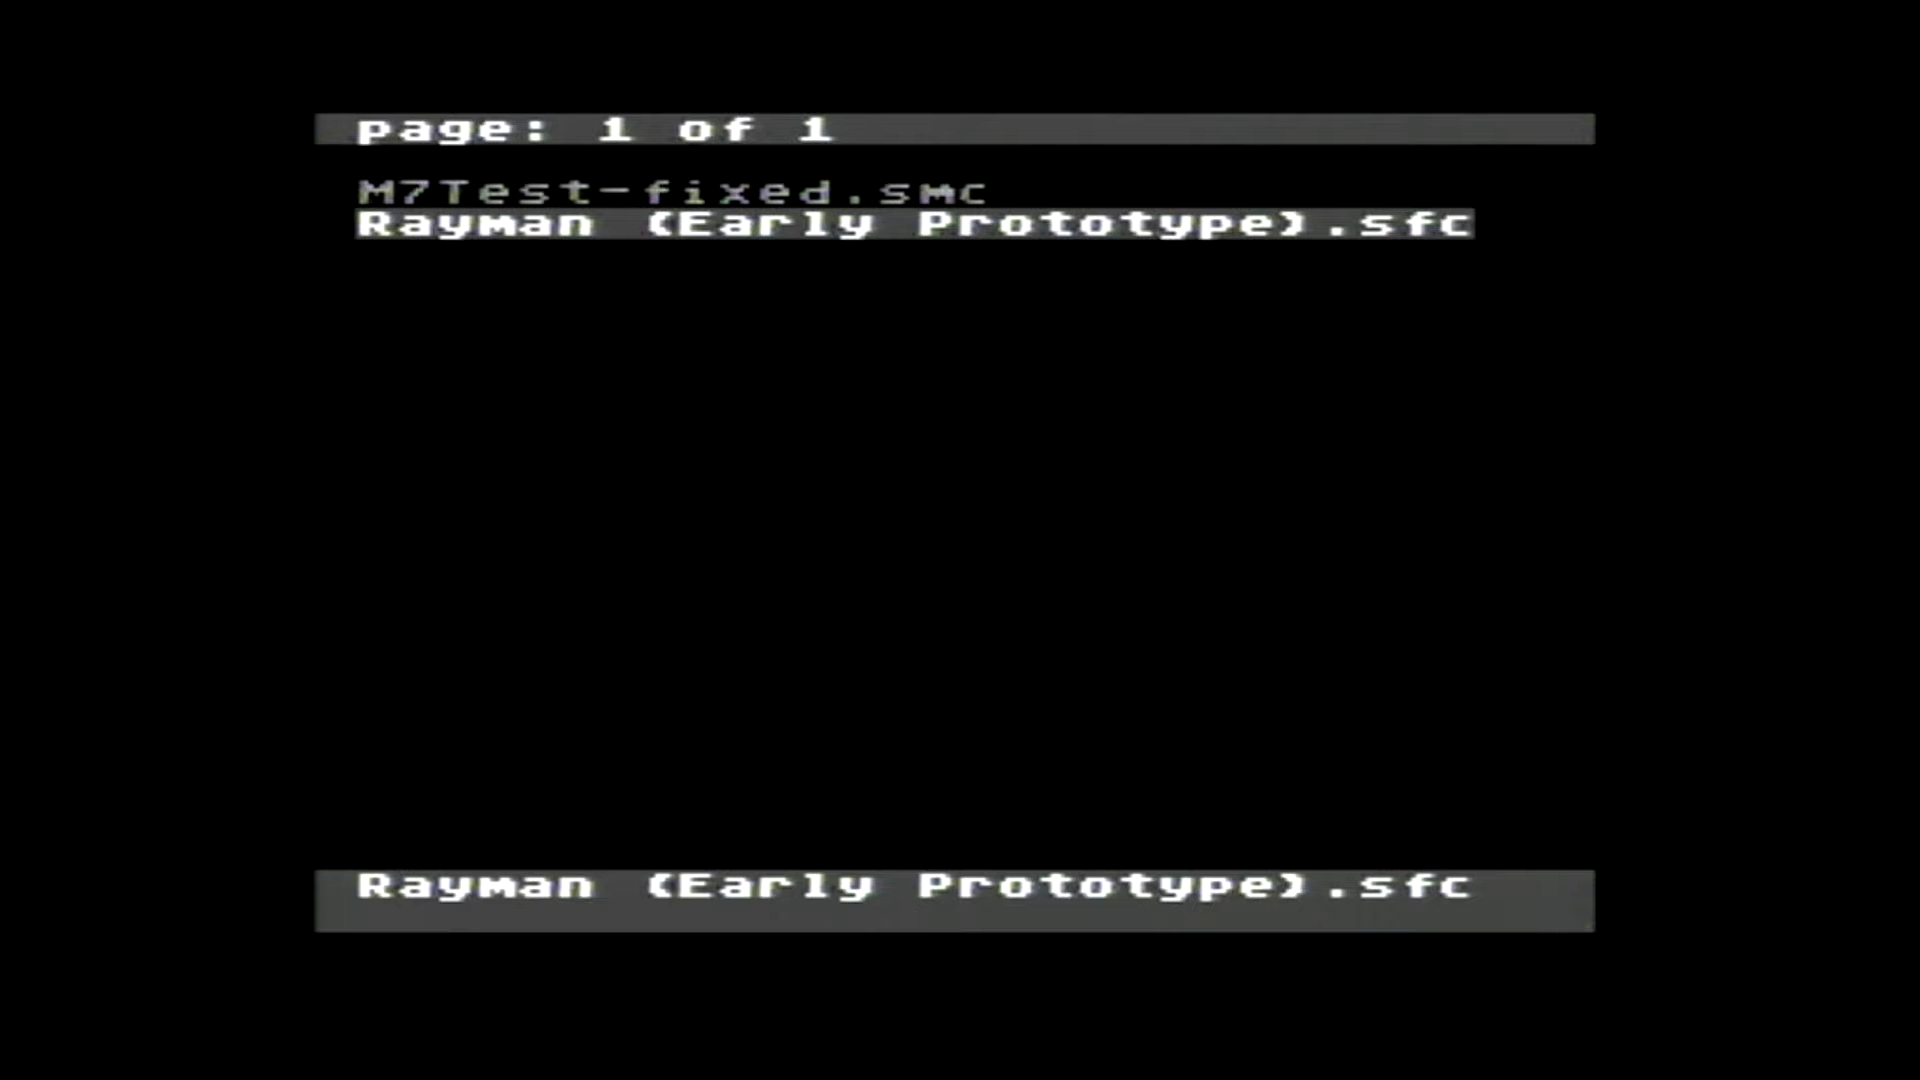 page: 1 of 1
M7Test-fixed.smc
Rayman (Early Prototype).sfc
Rayman (Early Prototype).sfc